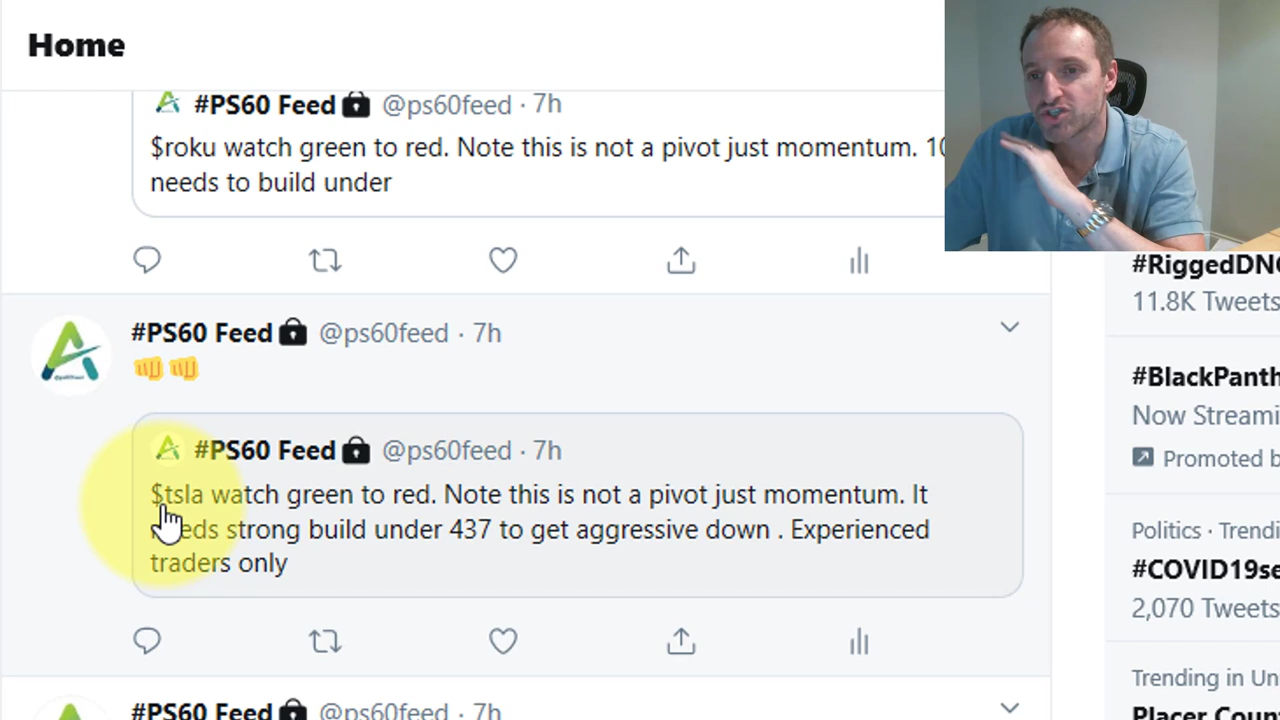 Home
#PS60 Feed @ps60feed · 7h
$roku watch green to red. Note this is not a pivot just momentum.
needs to build under
#PS60 Feed @ps60feed · 7h
👊👊
#PS60 Feed @ps60feed · 7h
$tsla watch green to red. Note this is not a pivot just momentum. It
needs strong build under 437 to get aggressive down . Experienced
traders only
#PS60 Feed @ps60feed · 7h
#RiggedDNC
11.8K Tweets
#BlackPanth
Now Streami
Promoted b
Politics · Trendi
#COVID19se
2,070 Tweets
Trending in Un
Placer Coun